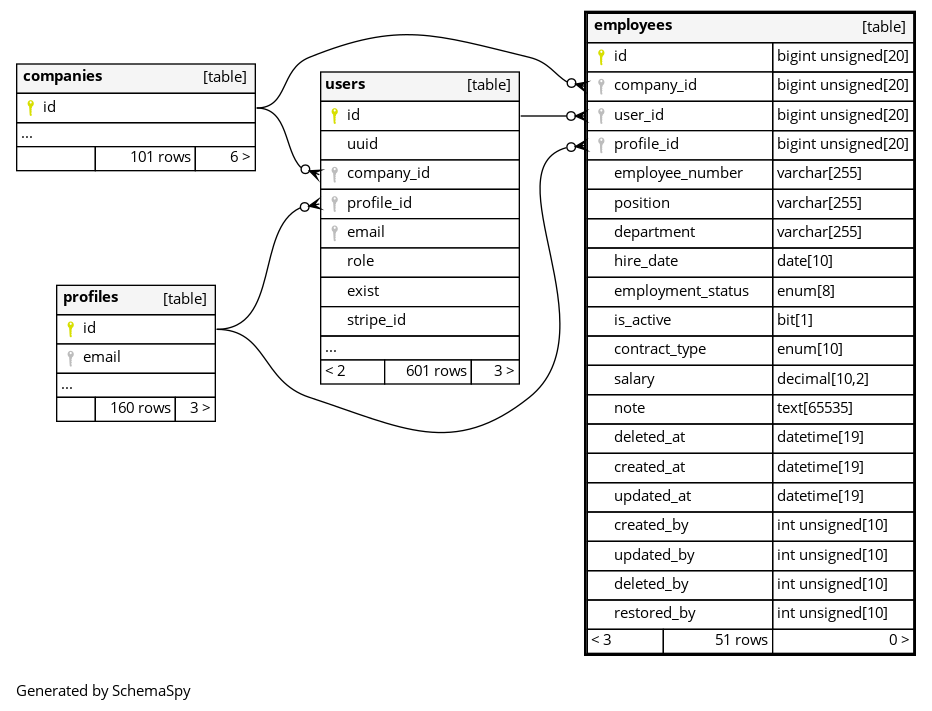 companies [table]
id
...
101 rows 6 >
profiles [table]
id
email
...
160 rows 3 >
users [table]
id
uuid
company_id
profile_id
email
role
exist
stripe_id
...
< 2 601 rows 3 >
employees [table]
id bigint unsigned[20]
company_id bigint unsigned[20]
user_id bigint unsigned[20]
profile_id bigint unsigned[20]
employee_number varchar[255]
position varchar[255]
department varchar[255]
hire_date date[10]
employment_status enum[8]
is_active bit[1]
contract_type enum[10]
salary decimal[10,2]
note text[65535]
deleted_at datetime[19]
created_at datetime[19]
updated_at datetime[19]
created_by int unsigned[10]
updated_by int unsigned[10]
deleted_by int unsigned[10]
restored_by int unsigned[10]
< 3 51 rows 0 >
Generated by SchemaSpy